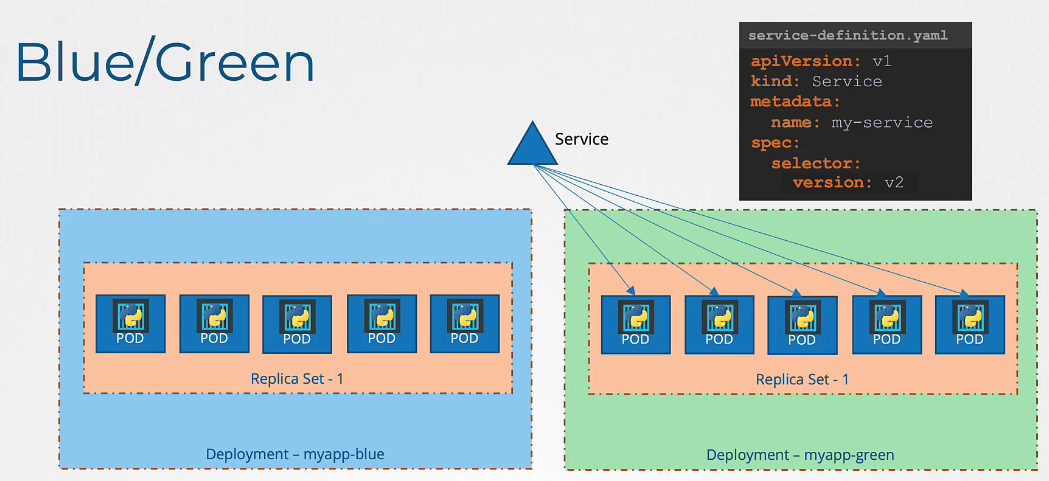 Blue/Green
service-definition.yaml
apiVersion: v1
kind: Service
metadata:
name: my-service
spec:
selector:
version: v2
Service
POD POD POD POD POD
Replica Set - 1
Deployment – myapp-blue
POD POD POD POD POD
Replica Set - 1
Deployment – myapp-green